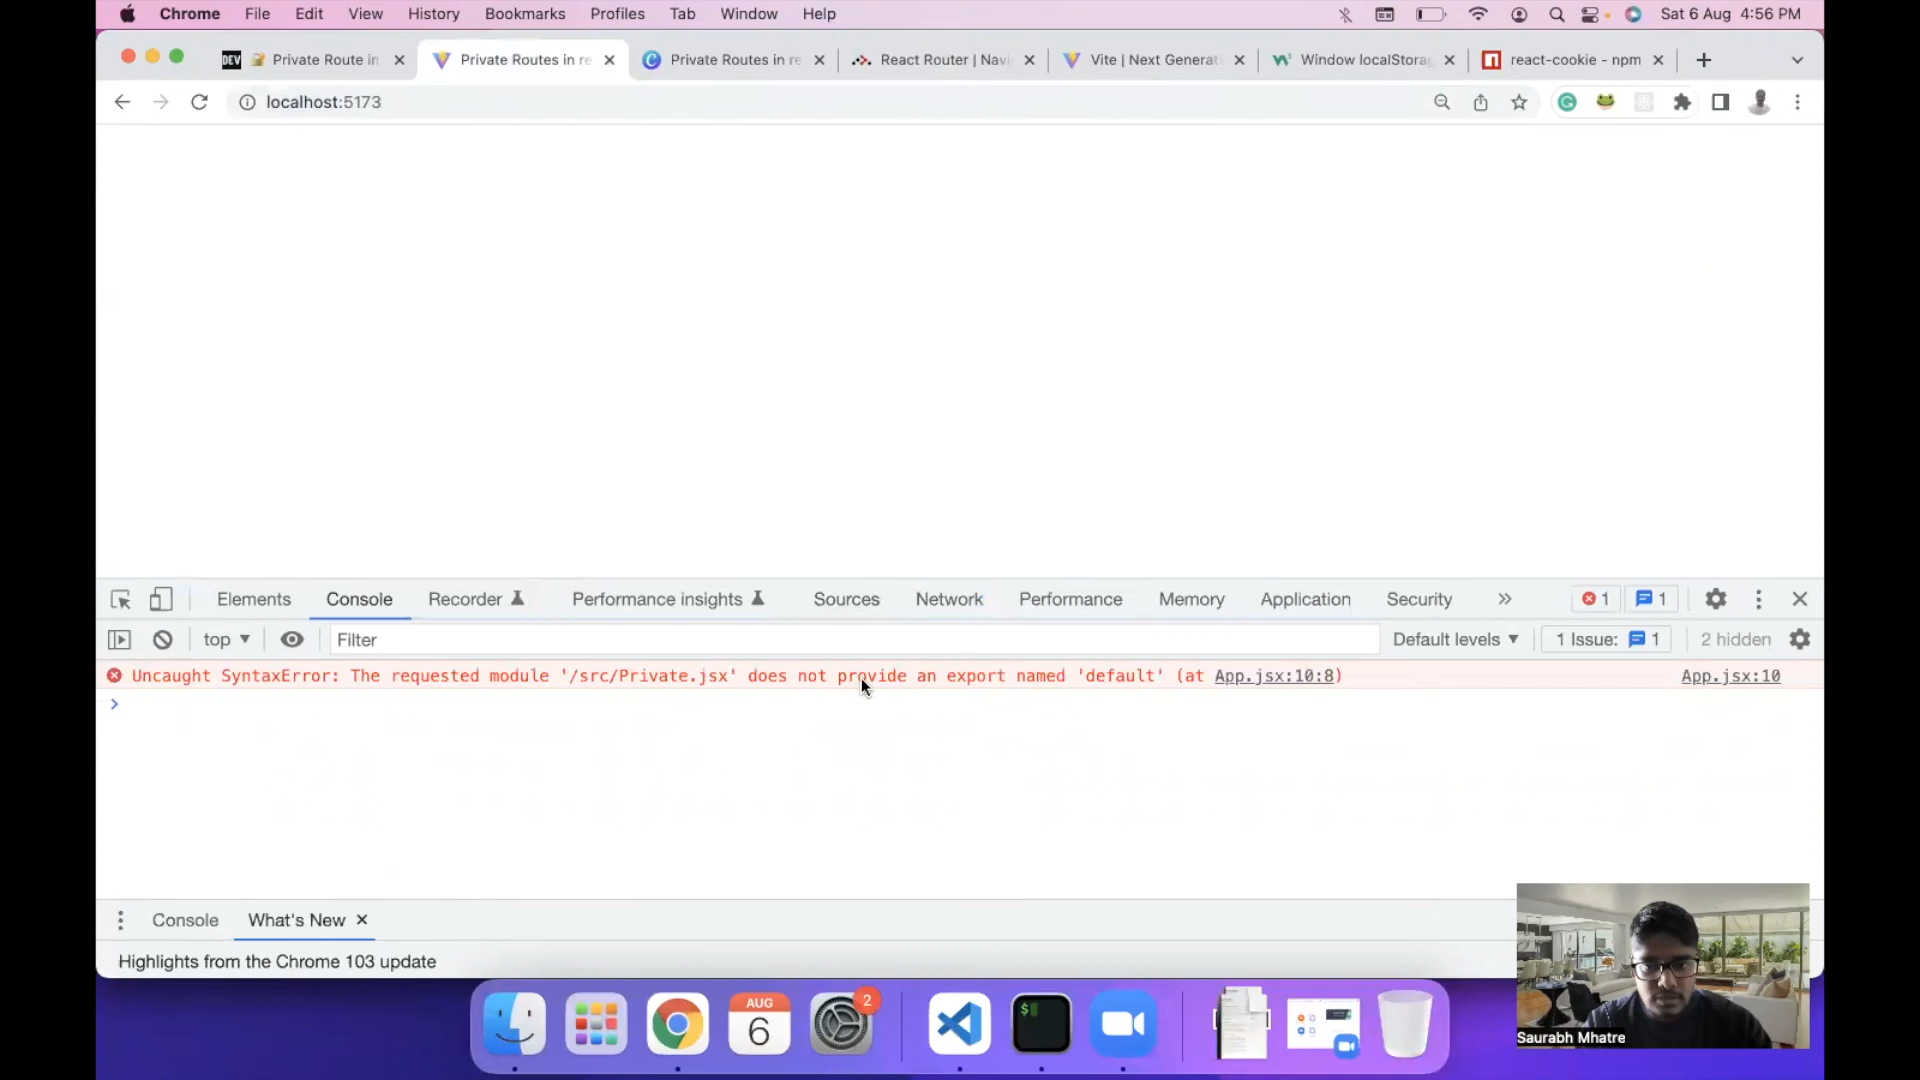 Chrome File Edit View History Bookmarks Profiles Tab Window Help Sat 6 Aug 4:56 PM
DEV Private Route in Private Routes in re Private Routes in re React Router | Navi Vite | Next Generat Window localStorag react-cookie - npm
localhost:5173
Elements Console Recorder Performance insights Sources Network Performance Memory Application Security 1 1
top Filter Default levels 1 Issue: 1 2 hidden
Uncaught SyntaxError: The requested module '/src/Private.jsx' does not provide an export named 'default' (at App.jsx:10:8) App.jsx:10
Console What's New
Highlights from the Chrome 103 update
AUG
6
2
Saurabh Mhatre